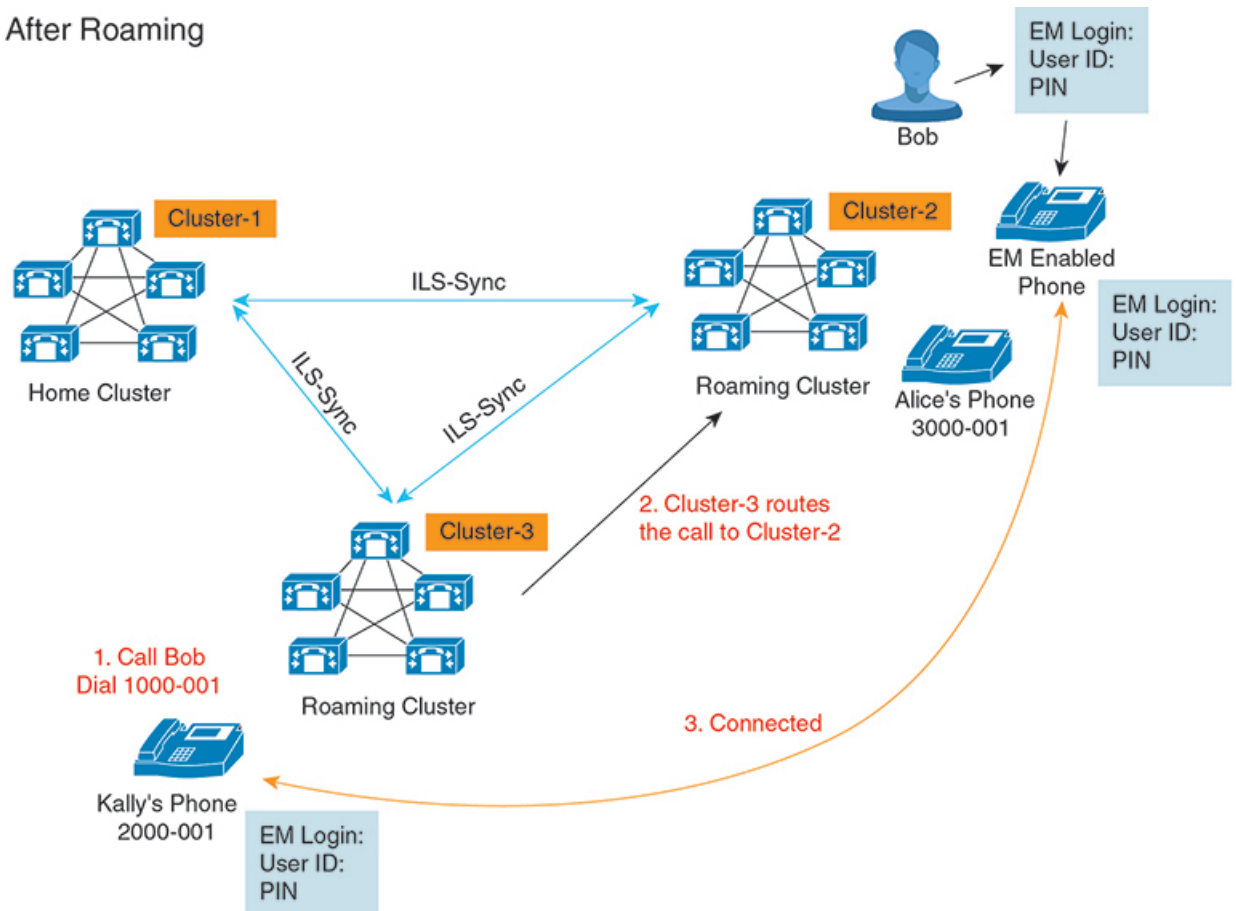 After Roaming
EM Login:
User ID:
PIN
Bob
Cluster-1
Cluster-2
EM Enabled
Phone
ILS-Sync
EM Login:
User ID:
PIN
Home Cluster
Roaming Cluster
Alice's Phone
3000-001
ILS-Sync
ILS-Sync
2. Cluster-3 routes
the call to Cluster-2
Cluster-3
1. Call Bob
Dial 1000-001
Roaming Cluster
3. Connected
Kally's Phone
2000-001
EM Login:
User ID:
PIN